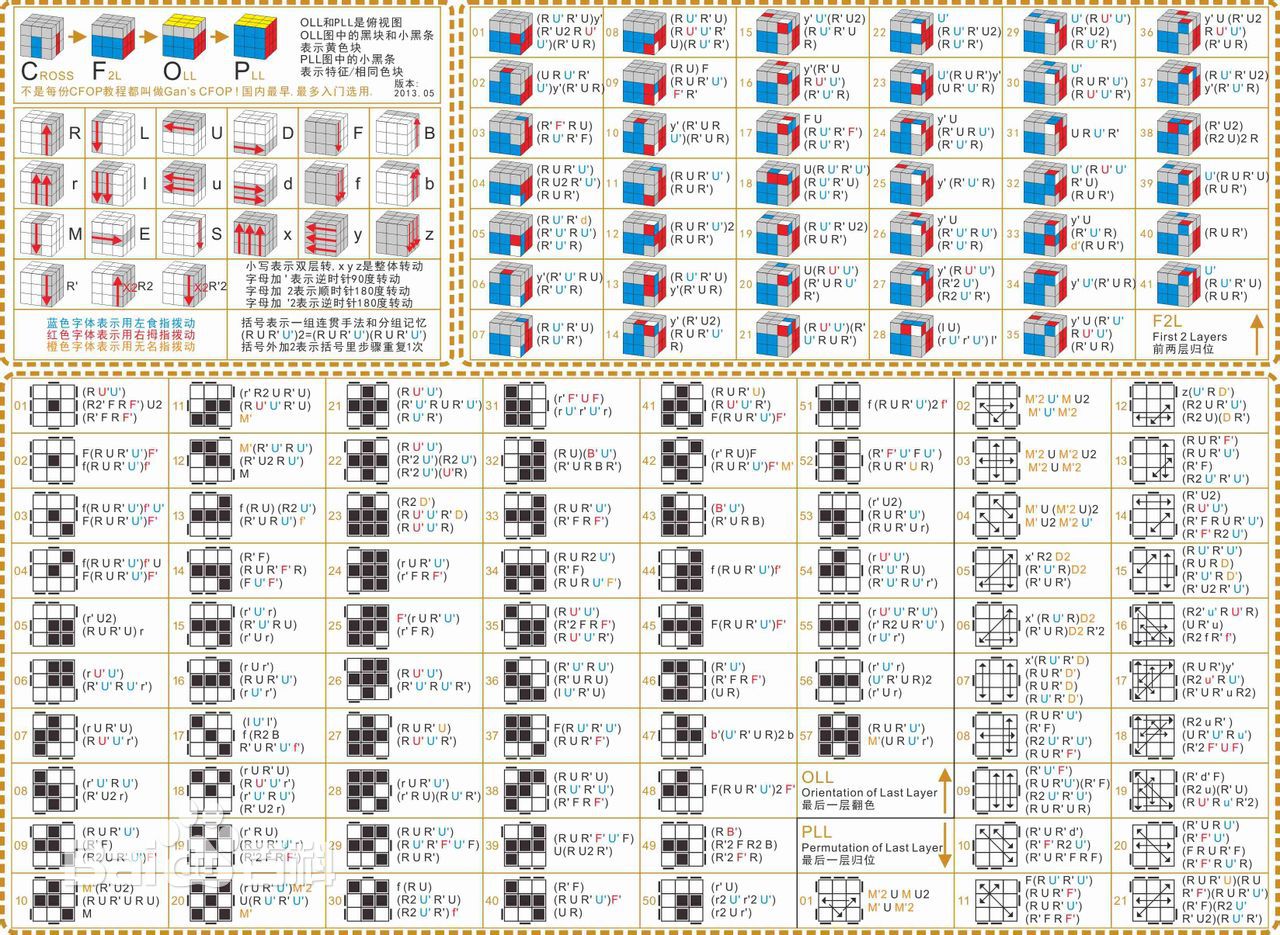 CROSS
F2L
OLL
PLL
OLL和PLL是俯视图
OLL图中的黑块和小黑条
表示黄色块
PLL图中的小黑条
表示特征/相同色块
版本:
2013.05
不是每份CFOP教程都叫做Gan's CFOP!国内最早.最多入门选用.
R
L
U
D
F
B
r
l
u
d
f
b
M
E
S
x
y
z
R'
X2
R2
X2
R'2
小写表示双层转. x y z是整体转动
字母加 ' 表示逆时针90度转动
字母加 2表示顺时针180度转动
字母加 '2表示逆时针180度转动
蓝色字体表示用左食指拨动
红色字体表示用右拇指拨动
橙色字体表示用无名指拨动
括号表示一组连贯手法和分组记忆
(R U R' U')2=(R U R' U')(R U R' U')
括号外加2表示括号里步骤重复1次
01
(R U' R' U)y'
(R' U2 R U'
U')(R' U R)
02
(U R U' R'
U')y'(R' U R)
03
(R' F' R U)
(R U' R' F)
04
(R U R' U')
(R U2 R' U')
(R U R')
05
(R U' R' d)
(R' U' R U')
(R' U' R)
06
y'(R' U' R U)
(R' U' R)
07
(R U R')
08
(R U' R' U)
(R U' R'
U)(R U' R')
09
(R U) F
(R U R' U')
F' R'
10
y'(R' U R
U')(R' U R)
11
(R U R' U')
(R U R')
12
(R U R' U')2
(R U R')
13
(R U' R' U)
y'(R' U R)
14
y' (R' U2)
(R U R' U'
R)
15
y' U'(R' U2)
(R U' R' U
R)
16
y'(R' U
R U' U')
(R' U' R)
17
F U
(R U' R' F')
(R U' R')
18
U(R U' R' U')
(R U' R' U)
(R U' R')
19
U'(R U' R' U2)
(R U' R')
20
U(R U' U')
(R' U R U'
R')
21
(R U' U')(R'
U' R U R')
22
U'
(R U' R' U2)
(R U' R')
23
U'(R U R')y'
(R' U' R)
24
y' U
(R' U' R U')
(R' U' R)
25
y' (R' U' R)
26
y' U
(R' U' R U')
(R' U' R)
27
y' (R U' U')
(R'2 U')
(R2 U' R')
28
(l U)
(r U' r' U') l'
29
U' (R U' U')
(R' U R U'
R')
30
U' (R U R'
U')
(R U' U' R')
31
U R U' R'
32
U' (R U' U'
R' U)
(R U R')
33
y' U'
(R' U R)
d'(R U R')
34
y' U (R' U' R
U')
(R' U R)
35
y' U (R' U' R
U' U')
(R' U R)
36
y' U (R' U2
R U' R'
U R)
37
(R U' R' U2)
(R U R')
38
(R' U2)
(R2 U)2 R
39
U'(R U R' U)
(R U R')
40
(R U R')
41
U'
(R U' R' U)
(R U R')
F2L
First 2 Layers
前两层归位
01
(R U'U')
(R2' F R F') U2
(R' F R F')
02
F(R U R' U')F'
f(R U R' U')f'
03
f(R U R' U')f' U'
F(R U R' U')F'
04
f(R U R' U')f' U
F(R U R' U')F'
05
(r' U2)
(R U R' U) r
06
(r U' U')
(R' U' R U' r')
07
(r U R' U)
(R U' U' r')
08
(r' U' R U')
(R' U2 r)
09
(R U R' U')
(R' F)
(R2 U R' U') F'
10
M'(R' U2)
(R U R' U R U)
M
11
(r' R2 U R' U')
(R U' U' R' U)
M'
12
M'(R' U' R U')
(R' U2 R U')
M
13
f (R U) (R2 U')
(R' U R U') f'
14
(R' F)
(R U R' F' R)
(F U' F')
15
(r' U' r)
(R' U' R U)
(r' U r)
16
(r U r')
(R U R' U')
(r U' r')
17
(l U' l')
f (R2 B
R' U R' U' f')
18
(r U R' U)
(R U'U' r')
(r' U' R U')
(R' U2 r)
19
(r' R U)
(R U R' U' r)
(R'2 F R F')
20
(r U R' U')M'2
U(R U' R' U')
M'
21
(R U' U')
(R' U' R U R' U')
(R U' R')
22
(R U' U')
(R2' U')(R2 U')
(R'2 U')(U'R)
23
(R2 D')
(R U' U' R' D)
(R U' U' R)
24
(r U R' U')
(r' F R F')
25
F'(r U R' U')
(r' F R)
26
(R U' U')
(R' U' R U' R')
27
(R U R' U)
(R U' U' R')
28
(r U R' U')
(r' R U)(R U' R')
29
(R U R' U')
(R U' R' F' U' F)
(R U R')
30
f (R U)
(R2 U' R' U)
(R2 U' R') f'
31
(r' F' U F)
(r U' r' U' r)
32
(R U)(B' U')
(R' U R B R')
33
(R U R' U')
(R' F R F')
34
(R U R2 U')
(R' F)
(R U R U' F')
35
(R U' U')
(R'2 F R F')
(R U' U' R')
36
(R' U' R U')
(R' U R U)
(l U' R' U)
37
F(R U' R' U')
(R U R' F')
38
(R U R' U)
(R U' R' U')
(R' F R F')
39
(R U R' F' U' F)
U(R U2 R')
40
(R' F)
(R U R' U')F'
(U R)
41
(R U R' U)
(R U' U' R')
F(R U R' U')F'
42
(r' R U)F
(R U R' U')F' M'
43
(B' U')
(R' U R B)
44
f (R U R' U')f'
45
F(R U R' U')F'
46
(R' U')
(R' F R F')
(U R)
47
b'(U' R' U R)2 b
48
F(R U R' U')2 F'
49
(R B')
(R'2 F R2 B)
(R'2 F' R)
50
(r' U)
(r2 U' r'2 U')
(r2 U r')
51
f (R U R' U')2 f'
52
(R' F' U' F U')
(R U R' U R)
53
(r' U2)
(R U R' U')
(R U R' U r)
54
(r U' U')
(R' U' R U
R' U' R U' r')
55
(r U' R' U' R U')
(r' R2 U R' U' )
(r U' r')
56
(r' U' r)
(U' R' U R)2
(r' U r)
57
(R U R' U')
M'(U R U' r')
OLL
Orientation of Last Layer
最后一层翻色
PLL
Permutation of Last Layer
最后一层归位
01
M'2 U M U2
M' U M'2
02
M'2 U' M U2
M' U' M'2
03
M'2 U M'2 U2
M'2 U M'2
04
M' U (M'2 U)2
M' U2 M'2 U'
05
x' R2 D2
(R' U' R)D2
(R' U R')
06
x' (R U' R)D2
(R' U R)D2 R'2
07
x'(R U' R' D)
(R U R' D')
(R U R' D)
(R U' R' D')
08
(R U R' U')
(R' F)
(R2 U' R' U')
(R U R' F')
09
(R' U' F')
(R U R' U')(R' F)
(R2 U' R' U')
(R U R' U R)
10
(R' U R' d')
(R' F' R2 U')
(R' U R' F R F)
11
F(R U' R' U')
(R U R' F')
(R U R' U')
(R' F R F')
12
z(U' R D')
(R2 U R' U')
(R2 U)(D R')
13
(R U R' F')
(R U R' U')
(R' F)
(R2 U' R' U')
14
(R' U2)
(R U' U')
(R' F R U R' U')
(R' F' R2 U')
15
(R U' R' U')
(R U R D)
(R' U' R D')
(R' U2 R' U')
16
(R2' u' R U' R)
(U R' u)
(R2 f R' f')
17
(R U R')y'
(R2 u' R U')
(R' U R' u R2)
18
(R2 u R' )
(U R' U' R u')
(R'2 F' U F)
19
(R' d' F)
(R2 u)(R' U)
(R U' R u' R'2)
20
(R' U R U')
(R' F' U')
(F R U R' F)
(R' F' R U' R)
21
(R U R' U)(R U
R' F')(R U R' U')
(R' F)(R2 U'
R' U2)(R U' R')
Baidu百科